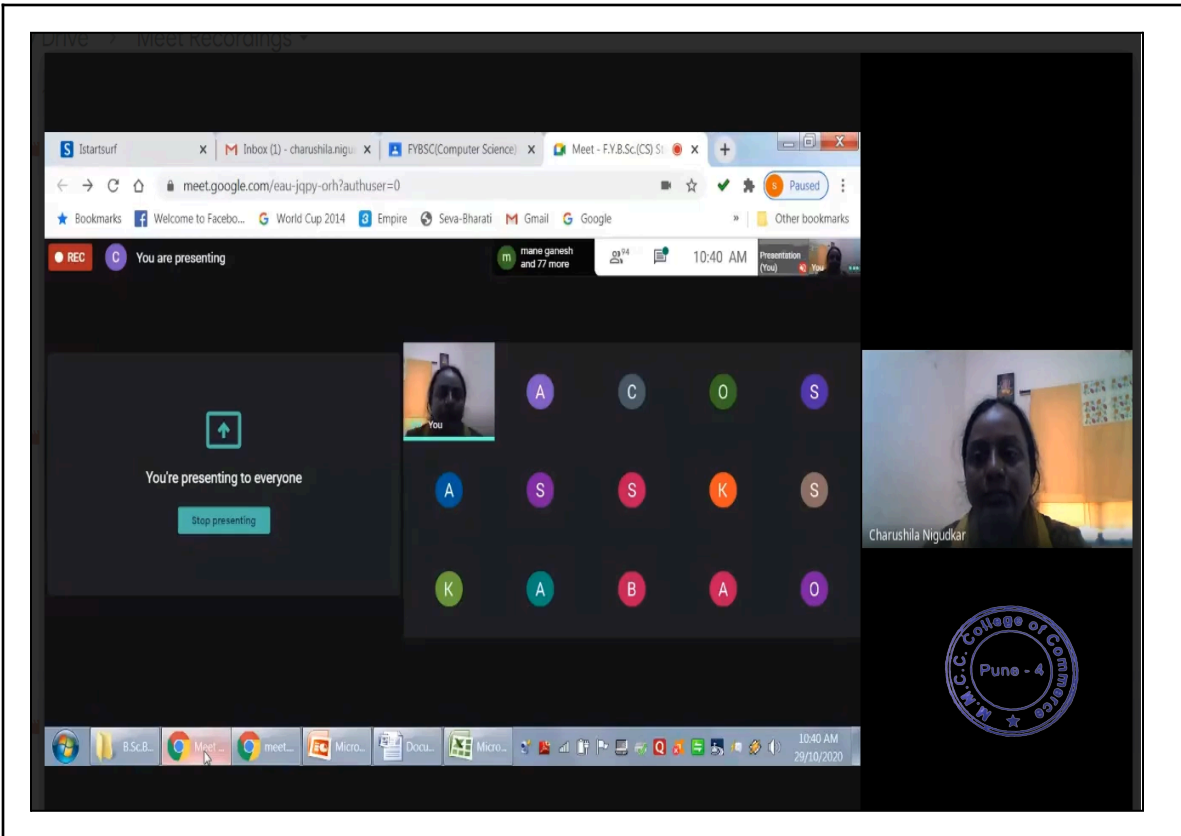 Drive > Meet Recordings
Istartsurf
Inbox (1) - charushila.nigu
FYBSC(Computer Science)
Meet - F.Y.B.Sc.(CS) S
meet.google.com/eau-jqpy-orh?authuser=0
S Paused
Bookmarks Welcome to Facebo... World Cup 2014 Empire Seva-Bharati Gmail Google » Other bookmarks
REC C You are presenting
m mane ganesh
and 77 more
94
10:40 AM
Presentation
(You) You
You
A C O S
A S S K S
K A B A O
You're presenting to everyone
Stop presenting
Charushila Nigudkar
M.M.C.C. College of Commerce
Pune - 4
B.Sc.B... Meet ... meet... Micro... Docu... Micro...
10:40 AM
29/10/2020